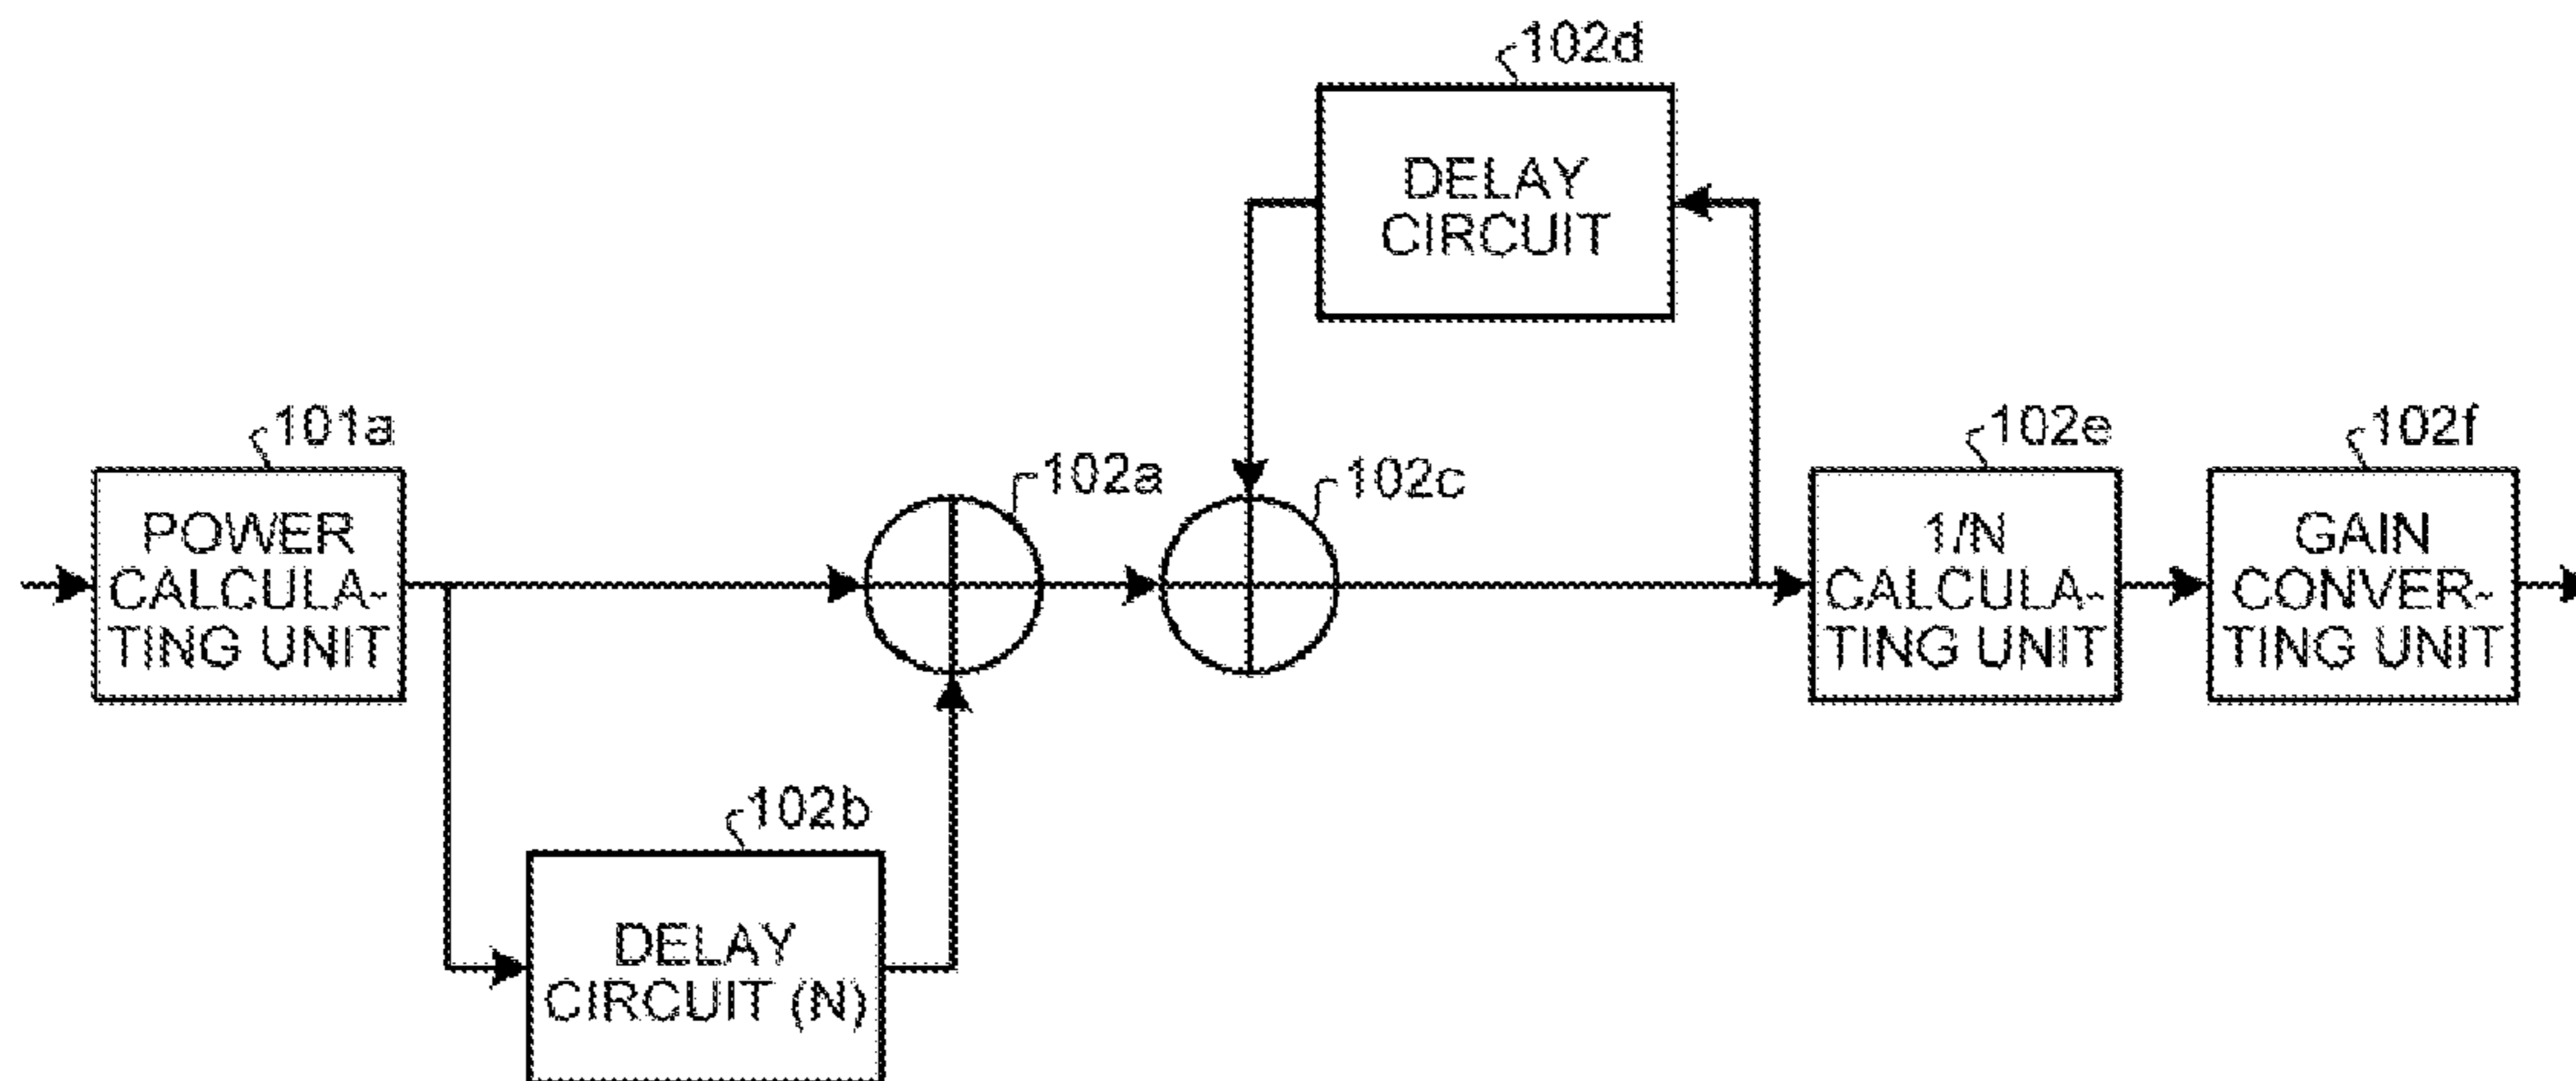 102d
DELAY
CIRCUIT
101a
POWER
CALCULA-
TING UNIT
102a
102c
102e
1/N
CALCULA-
TING UNIT
102f
GAIN
CONVER-
TING UNIT
102b
DELAY
CIRCUIT (N)